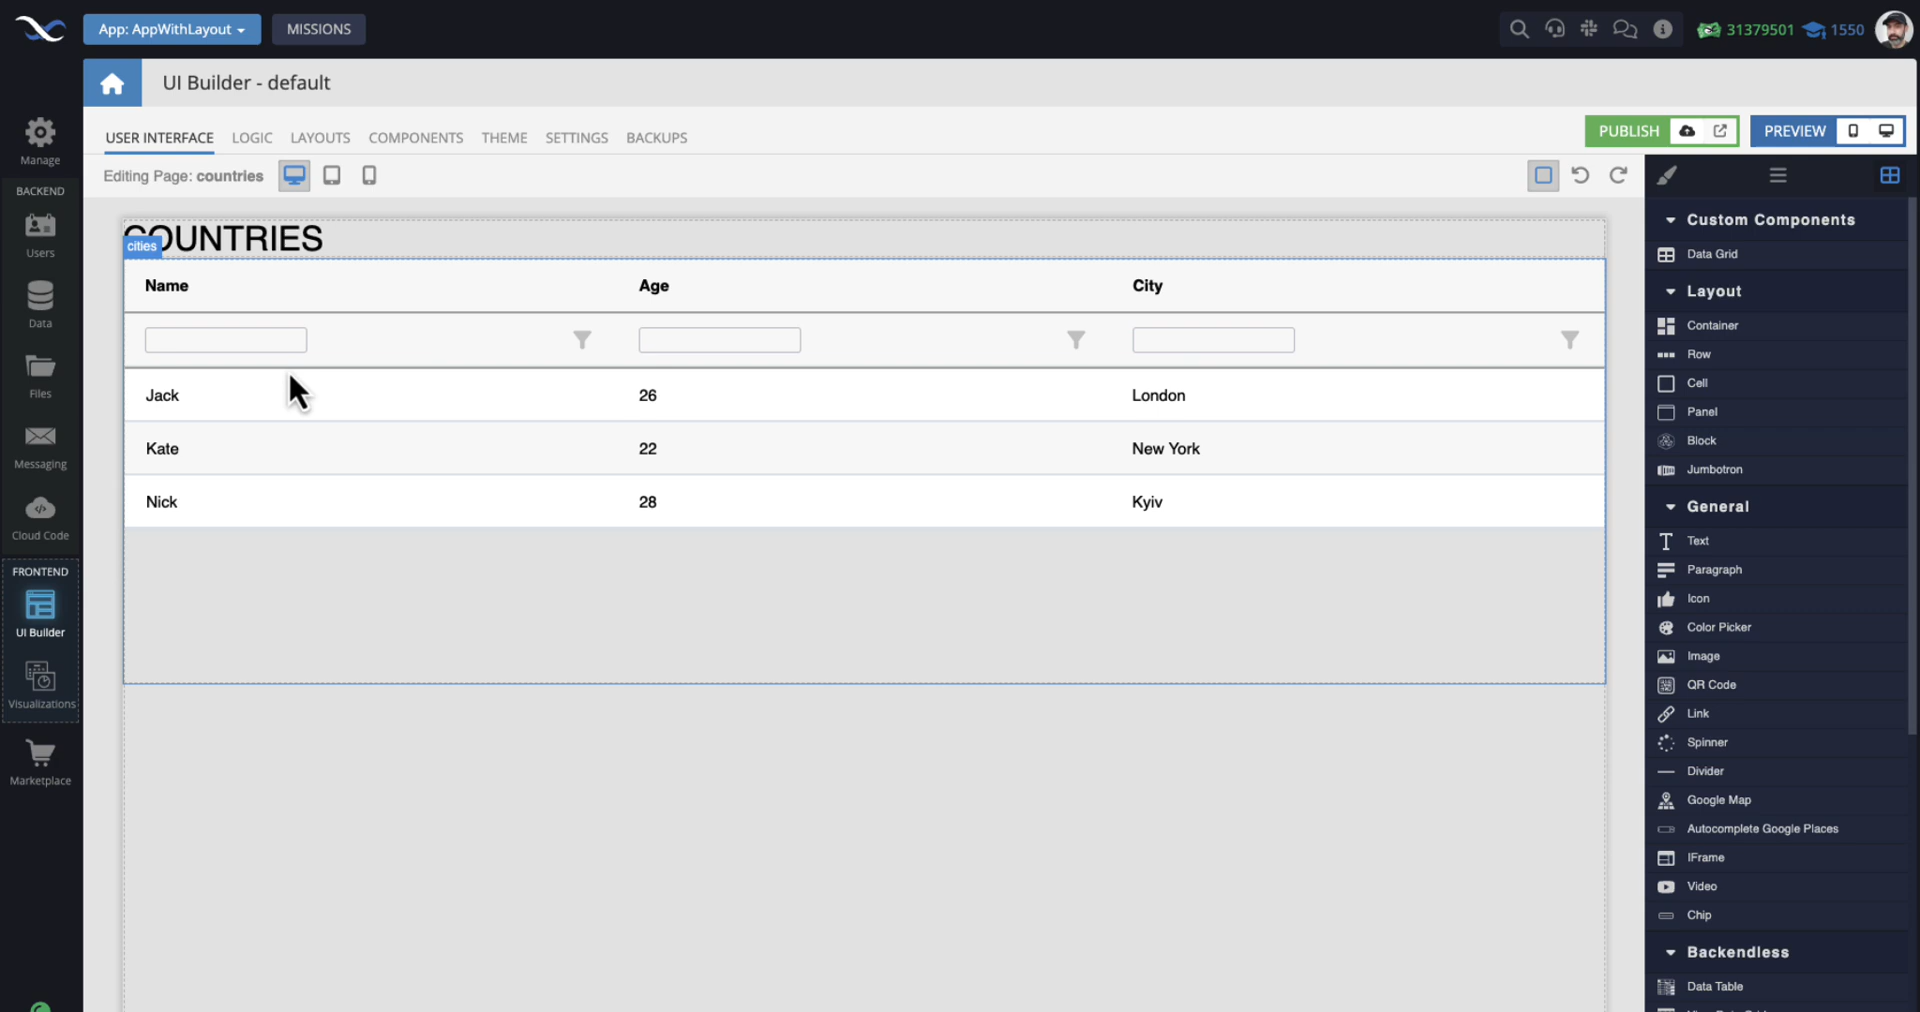 App: AppWithLayout
MISSIONS
31379501
1550
UI Builder - default
USER INTERFACE
LOGIC
LAYOUTS
COMPONENTS
THEME
SETTINGS
BACKUPS
PUBLISH
PREVIEW
Editing Page: countries
Manage
BACKEND
Users
Data
Files
Messaging
Cloud Code
FRONTEND
UI Builder
Visualizations
Marketplace
COUNTRIES
cities
Name Age City
Jack 26 London
Kate 22 New York
Nick 28 Kyiv
Custom Components
Data Grid
Layout
Container
Row
Cell
Panel
Block
Jumbotron
General
Text
Paragraph
Icon
Color Picker
Image
QR Code
Link
Spinner
Divider
Google Map
Autocomplete Google Places
IFrame
Video
Chip
Backendless
Data Table